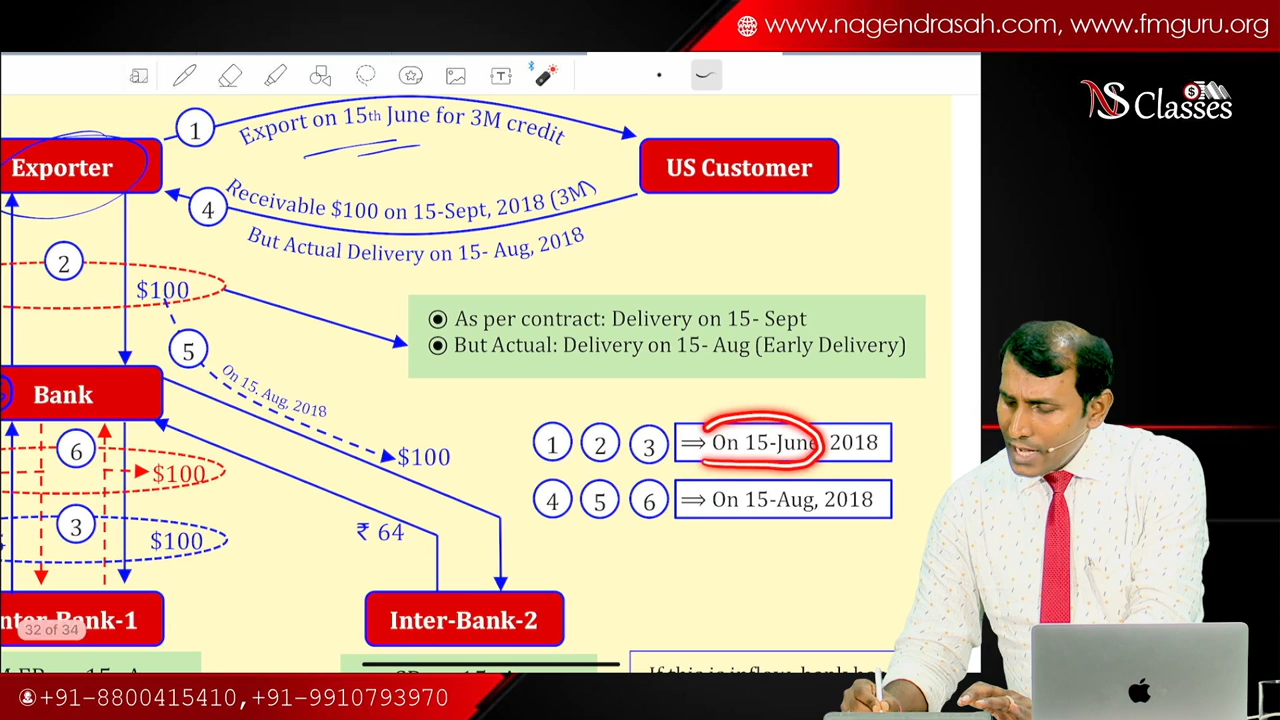 www.nagendrasah.com, www.fmguru.org
NS Classes
1
Export on 15th June for 3M credit
Exporter
US Customer
4
Receivable $100 on 15-Sept, 2018 (3M)
But Actual Delivery on 15- Aug, 2018
2
$100
As per contract: Delivery on 15- Sept
But Actual: Delivery on 15- Aug (Early Delivery)
5
On 15. Aug, 2018
Bank
6
$100
$100
1 2 3 ⟹ On 15-June, 2018
4 5 6 ⟹ On 15-Aug, 2018
3
$100
₹ 64
Inter-Bank-1
Inter-Bank-2
32 of 34
If this is inflow, bank
+91-8800415410,+91-9910793970